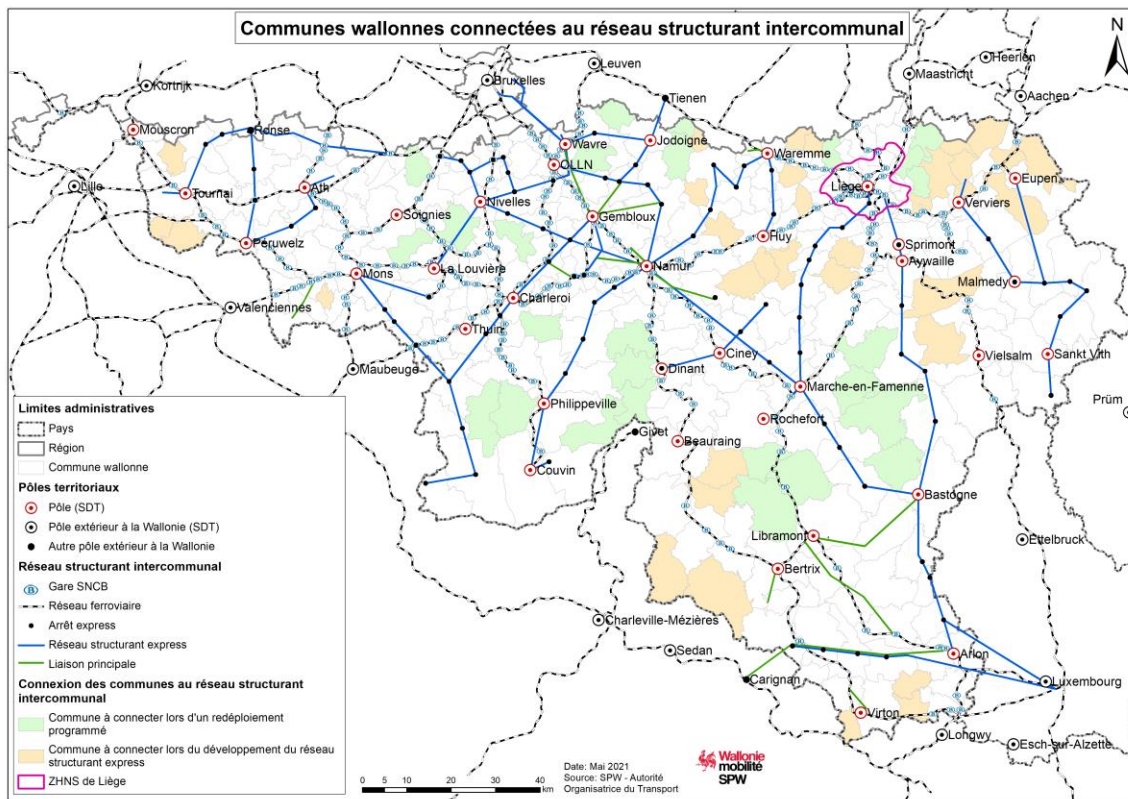 Communes wallonnes connectées au réseau structurant intercommunal
N
Kortrijk
Bruxelles
Leuven
Maastricht
Heerlen
Aachen
Mouscron
Ronse
Tienen
Wavre
Jodoigne
OLLN
Waremme
Lille
Tournai
Ath
Nivelles
Liège
Eupen
Soignies
Gembloux
Verviers
Péruwelz
Huy
Sprimont
Aywaille
Mons
La Louvière
Namur
Malmedy
Valenciennes
Charleroi
Thuin
Maubeuge
Ciney
Dinant
Vielsalm
Sankt Vith
Marche-en-Famenne
Philippeville
Rochefort
Prüm
Givet
Beauraing
Couvin
Bastogne
Libramont
Ettelbruck
Bertrix
Charleville-Mézières
Sedan
Arlon
Carignan
Luxembourg
Virton
Longwy
Esch-sur-Alzette
Limites administratives
Pays
Région
Commune wallonne
Pôles territoriaux
Pôle (SDT)
Pôle extérieur à la Wallonie (SDT)
Autre pôle extérieur à la Wallonie
Réseau structurant intercommunal
B Gare SNCB
Réseau ferroviaire
Arrêt express
Réseau structurant express
Liaison principale
Connexion des communes au réseau structurant
intercommunal
Commune à connecter lors d'un redéploiement
programmé
Commune à connecter lors du développement du réseau
structurant express
ZHNS de Liège
0 5 10 20 30 40
km
Date: Mai 2021
Source: SPW - Autorité
Organisatrice du Transport
Wallonie
mobilité
SPW